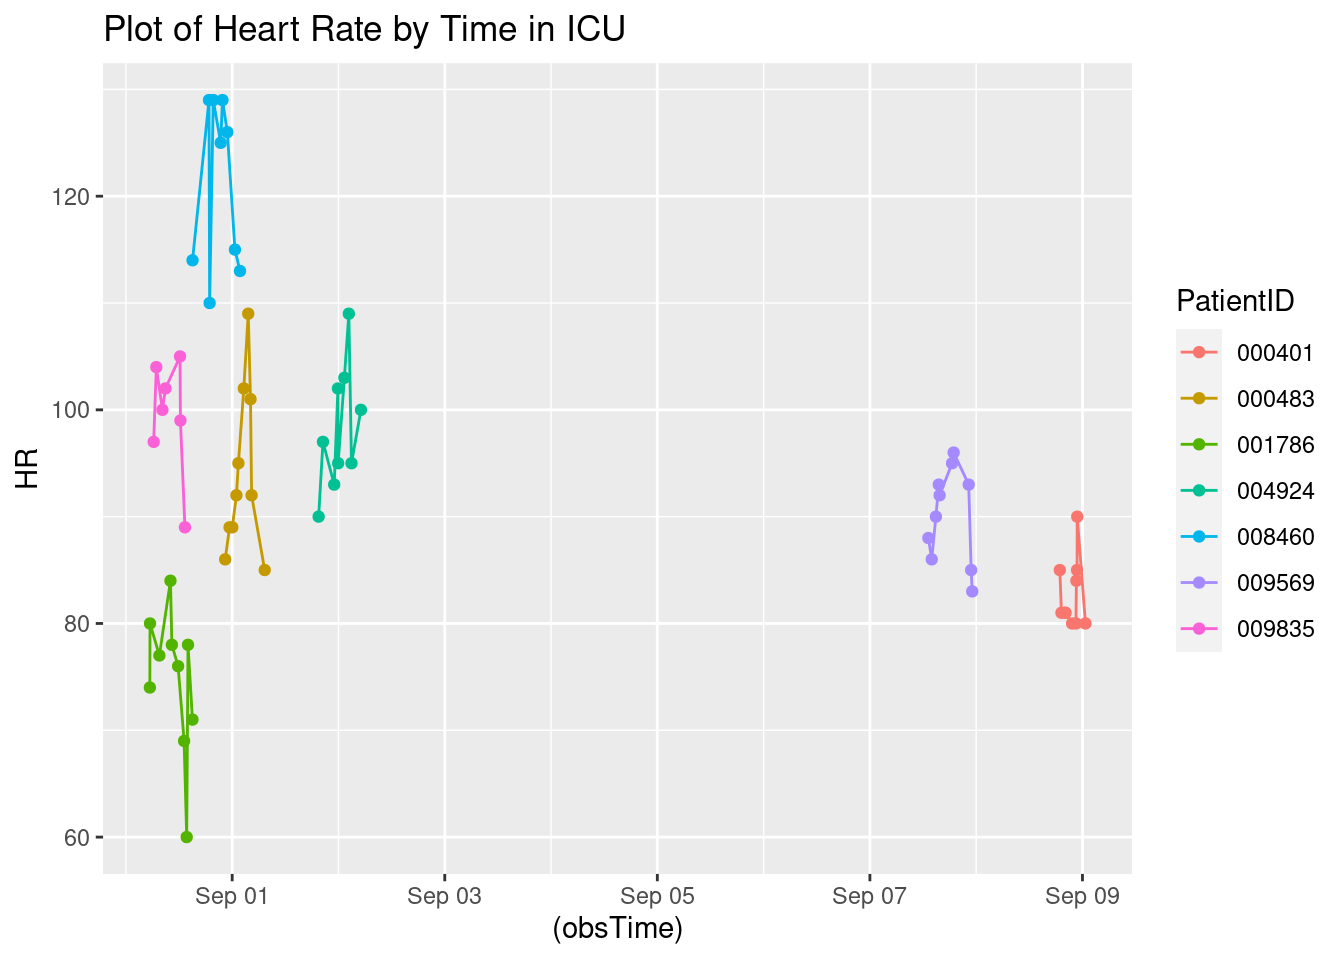 Plot of Heart Rate by Time in ICU
HR
120
100
80
60
Sep 01 Sep 03 Sep 05 Sep 07 Sep 09
(obsTime)
PatientID
000401
000483
001786
004924
008460
009569
009835